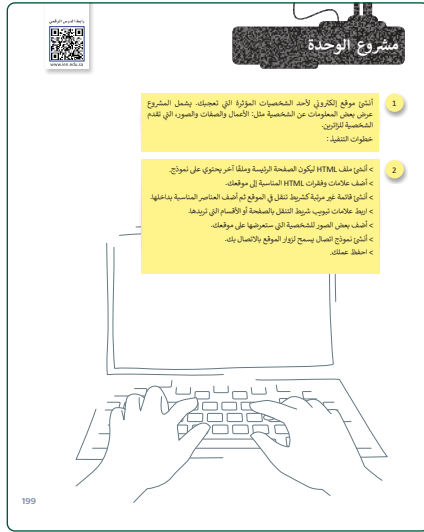 رابط الدرس الرقمي
www.ien.edu.sa
مشروع الوحدة
1
أنشئ موقع إلكتروني لأحد الشخصيات المؤثرة التي تعجبك. يشمل المشروع
عرض بعض المعلومات عن الشخصية مثل: الأعمال والصفات والصور، التي تقدم
الشخصية للزائرين.
خطوات التنفيذ :
2
> أنشئ ملف HTML ليكون الصفحة الرئيسة وملفًا آخر يحتوي على نموذج.
> أضف علامات وفقرات HTML المناسبة إلى موقعك.
> أنشئ قائمة غير مرتبة كشريط تنقل في الموقع ثم أضف العناصر المناسبة بداخلها.
> اربط علامات تبويب شريط التنقل بالصفحة أو الأقسام التي تريدها.
> أضف بعض الصور للشخصية التي ستعرضها على موقعك.
> أنشئ نموذج اتصال يسمح لزوار الموقع بالاتصال بك.
> احفظ عملك.
199